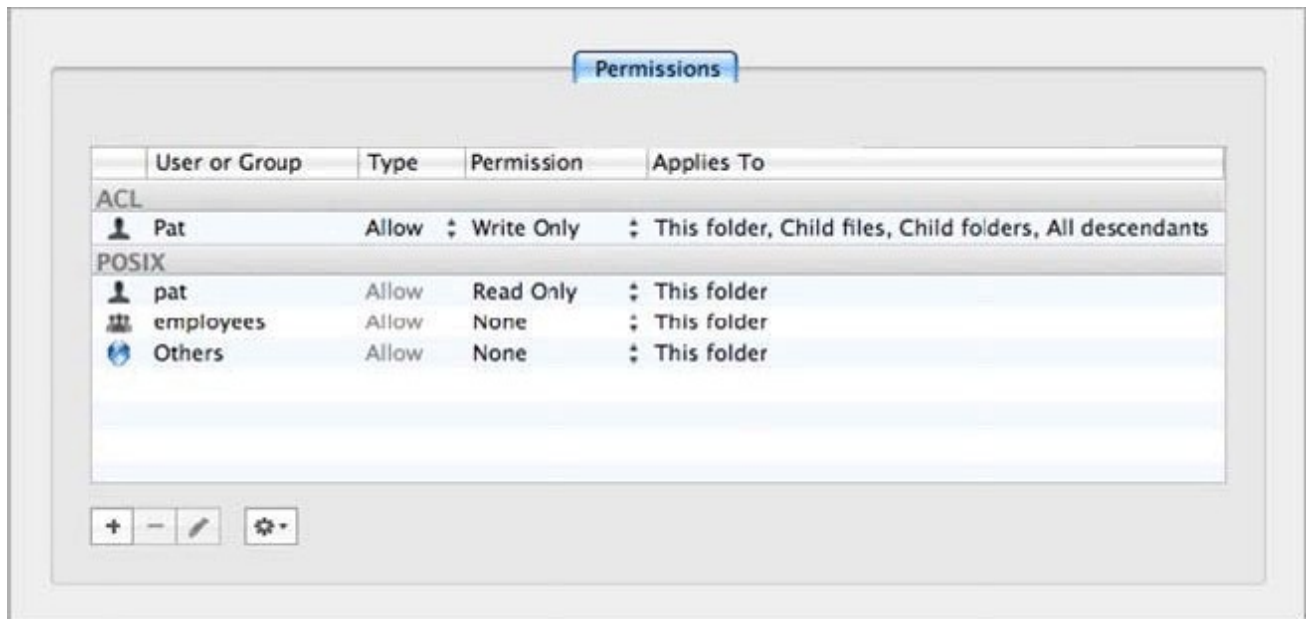 Permissions
User or Group Type Permission Applies To
ACL
Pat Allow Write Only This folder, Child files, Child folders, All descendants
POSIX
pat Allow Read Only This folder
employees Allow None This folder
Others Allow None This folder